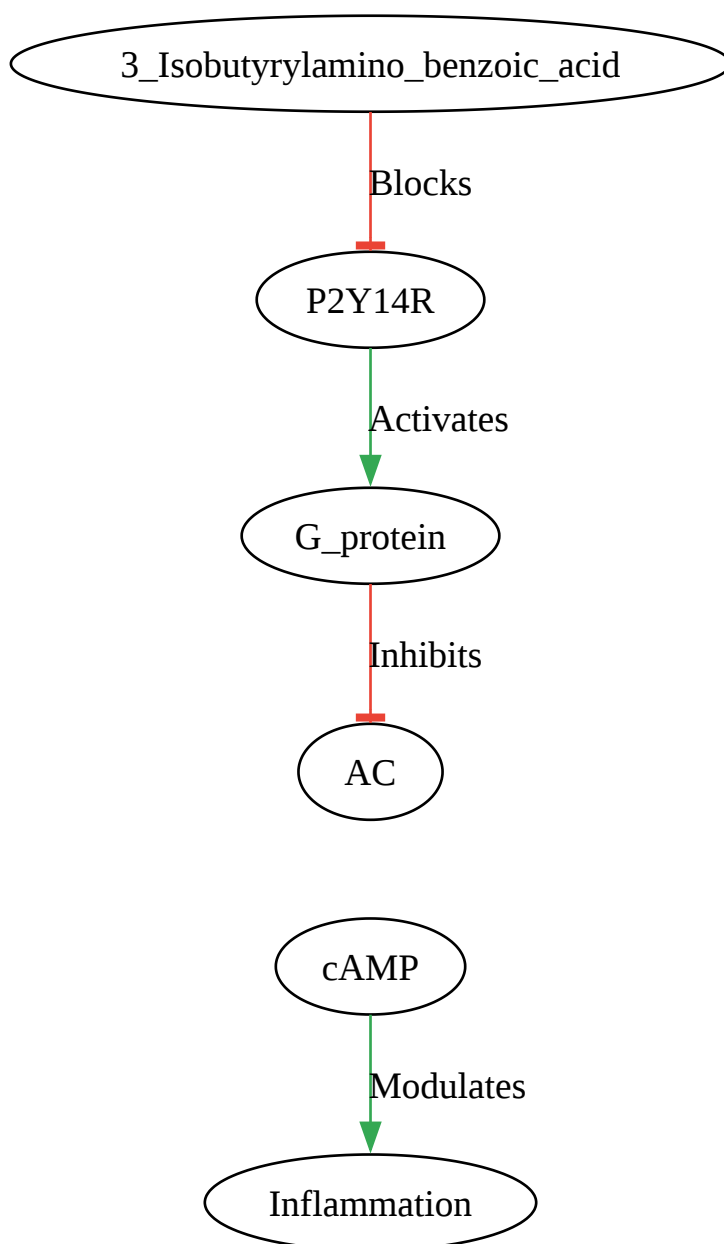 3_Isobutyrylamino_benzoic_acid
Blocks
P2Y14R
Activates
G_protein
Inhibits
AC
cAMP
Modulates
Inflammation